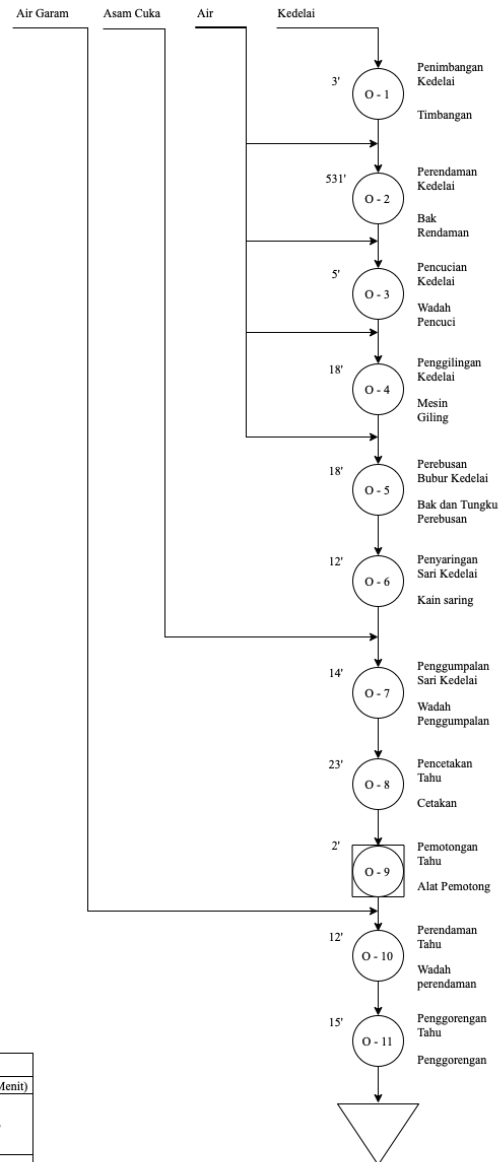 Air Garam
Asam Cuka
Air
Kedelai
3'
O - 1
Penimbangan
Kedelai
Timbangan
531'
O - 2
Perendaman
Kedelai
Bak
Rendaman
5'
O - 3
Pencucian
Kedelai
Wadah
Pencuci
18'
O - 4
Penggilingan
Kedelai
Mesin
Giling
18'
O - 5
Perebusan
Bubur Kedelai
Bak dan Tungku
Perebusan
12'
O - 6
Penyaringan
Sari Kedelai
Kain saring
14'
O - 7
Penggumpalan
Sari Kedelai
Wadah
Penggumpalan
23'
O - 8
Pencetakan
Tahu
Cetakan
2'
O - 9
Pemotongan
Tahu
Alat Pemotong
12'
O - 10
Perendaman
Tahu
Wadah
perendaman
15'
O - 11
Penggorengan
Tahu
Penggorengan
Menit)